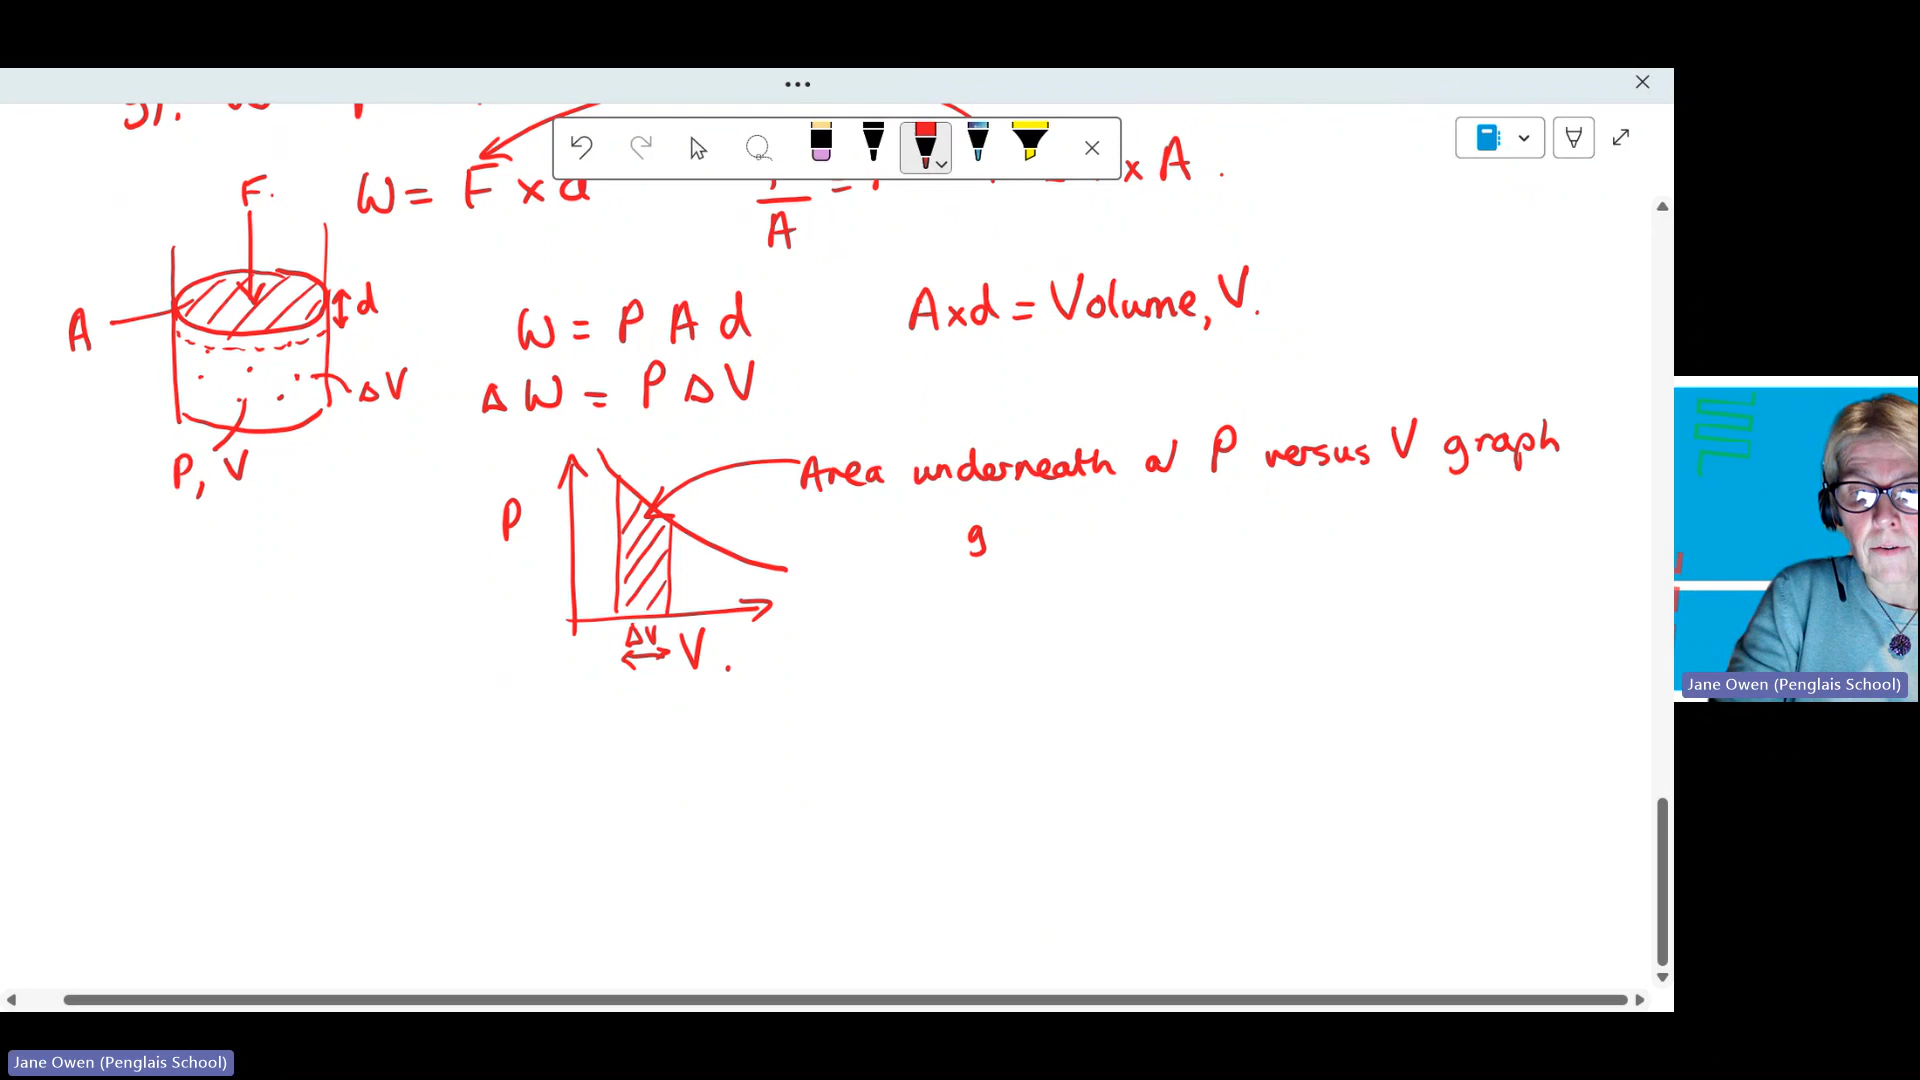 F.
W = F x d
A
x A .
A
d
W = P A d
A x d = Volume, V.
ΔV
ΔW = P ΔV
P, V
Area underneath a P versus V graph
P
g
ΔV
V .
Jane Owen (Penglais School)
Jane Owen (Penglais School)